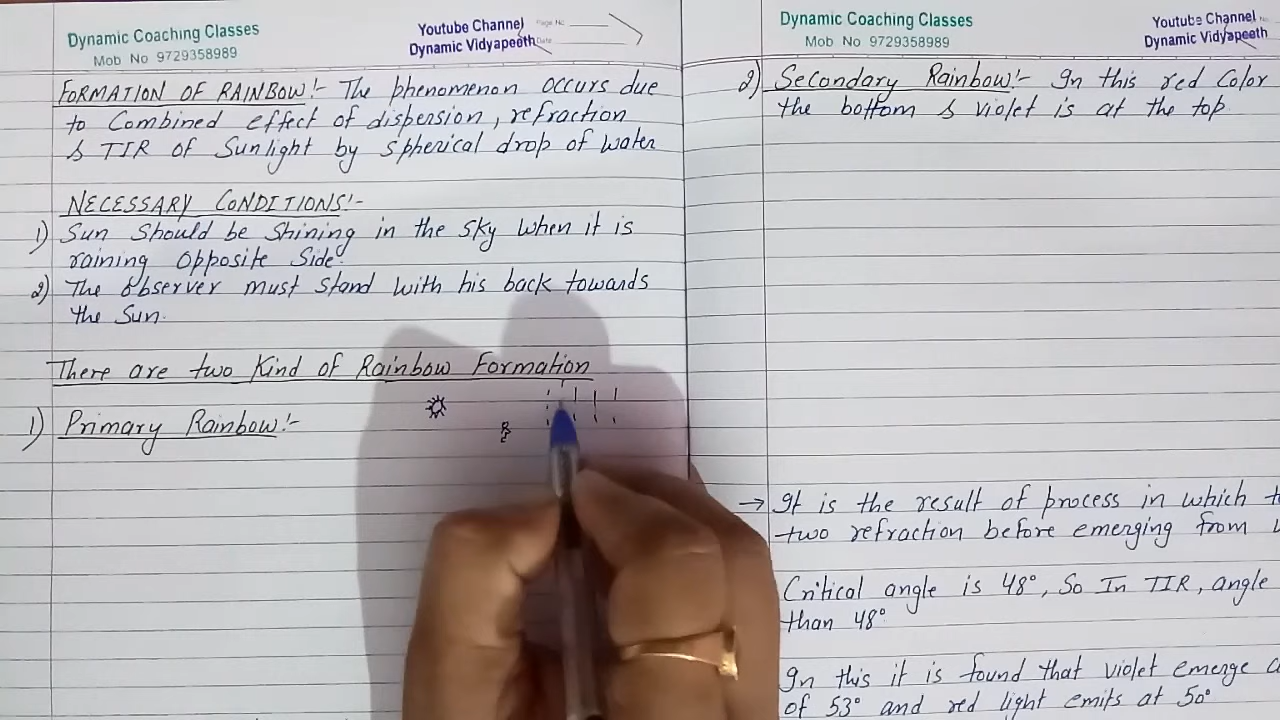 Dynamic Coaching Classes
Mob No 9729358989
Youtube Channel
Dynamic Vidyapeeth
Page No
Date
FORMATION OF RAINBOW:- The phenomenon occurs due
to Combined effect of dispension, refraction
& TIR of Sunlight by spherical drop of water
NECESSARY CONDITIONS:-
1) Sun should be shining in the sky when it is
raining opposite side.
2) The observer must stand with his back towards
the Sun.
There are two Kind of Rainbow Formation
1) Primary Rainbow:-
Dynamic Coaching Classes
Mob No 9729358989
Youtube Channel
Dynamic Vidyapeeth
2) Secondary Rainbow:- In this red Color
the bottom & violet is at the top
→ It is the result of process in which
two refraction before emerging from
Critical angle is 48°, So In TIR, angle
than 48°
In this it is found that violet emerge
of 53° and red light emits at 50°